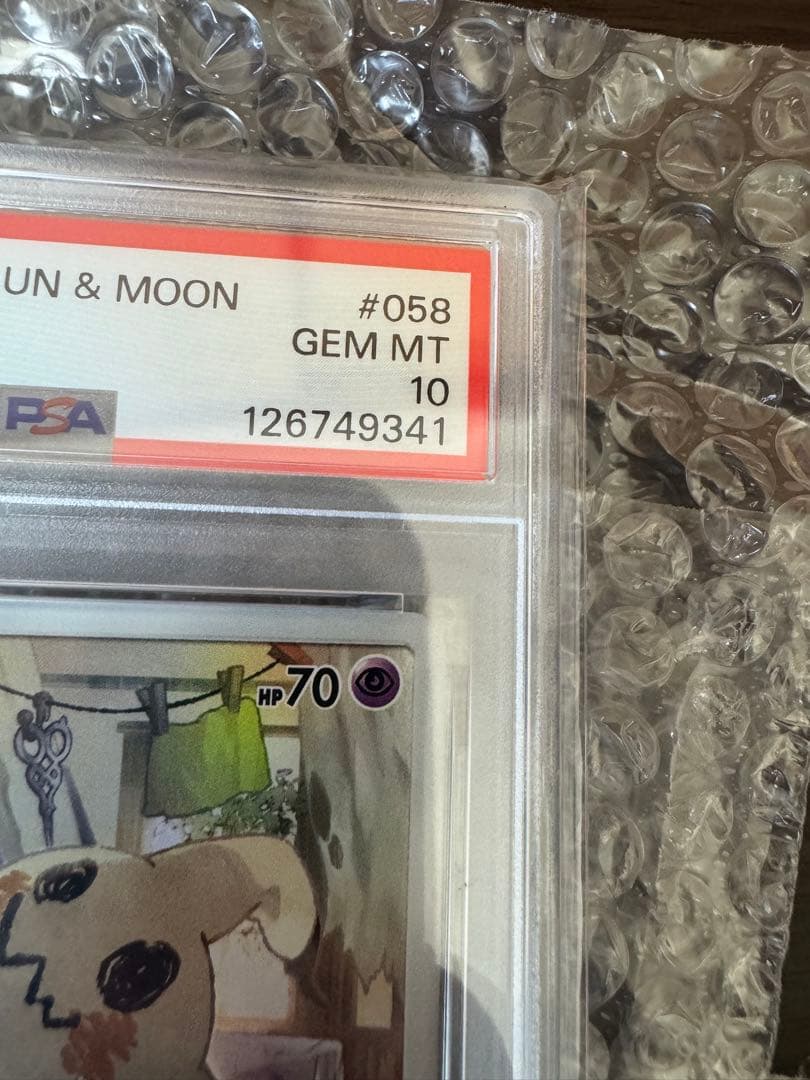 UN & MOON #058
GEM MT
10
PSA 126749341
HP70